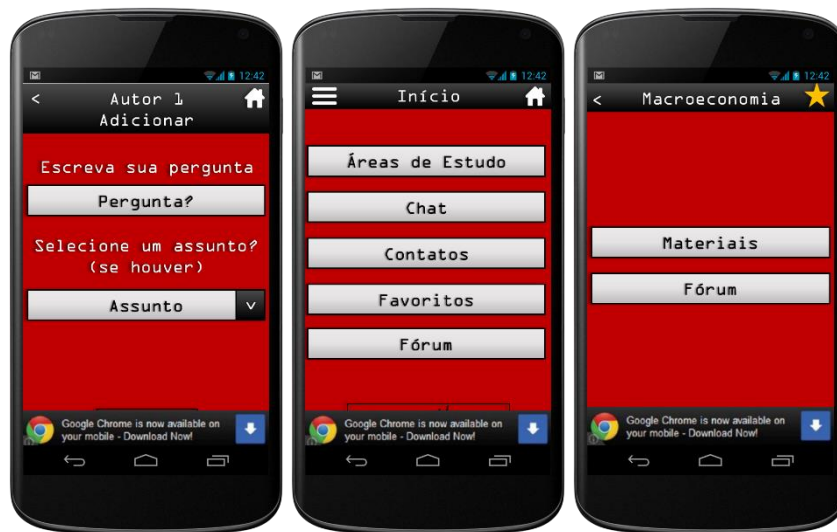 12:42
<
Autor 1
Adicionar
Escreva sua pergunta
Pergunta?
Selecione um assunto?
(se houver)
Assunto
v
Google Chrome is now available on
your mobile - Download Now!
12:42
Início
Áreas de Estudo
Chat
Contatos
Favoritos
Fórum
Google Chrome is now available on
your mobile - Download Now!
12:42
<
Macroeconomia
Materiais
Fórum
Google Chrome is now available on
your mobile - Download Now!